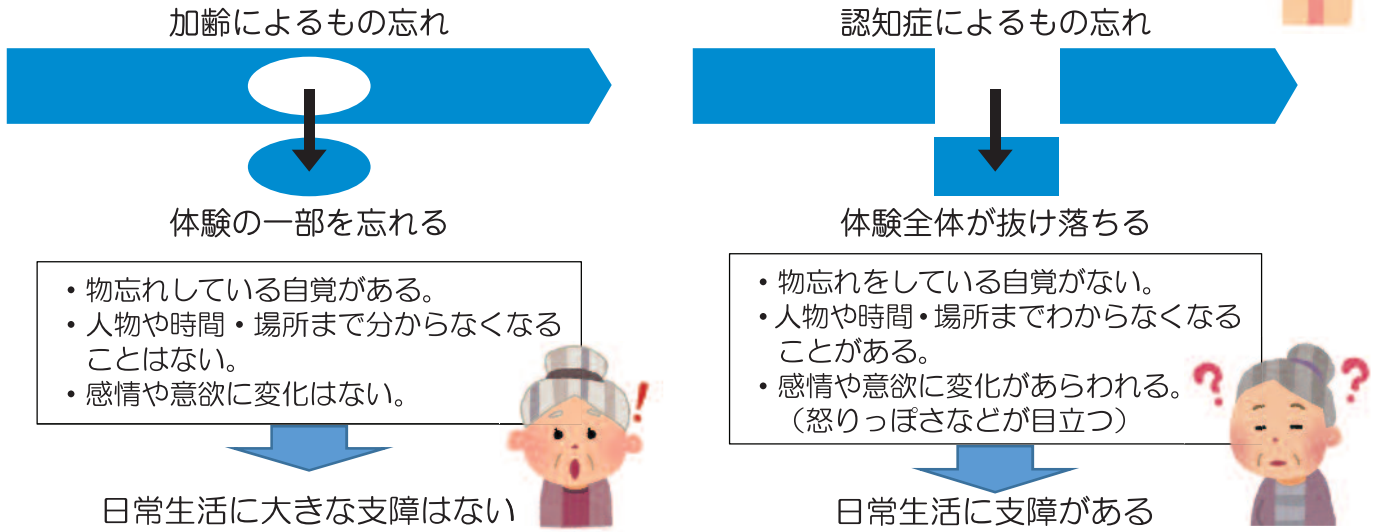 加齢によるもの忘れ
体験の一部を忘れる
・物忘れしている自覚がある。
・人物や時間・場所まで分からなくなる
ことはない。
・感情や意欲に変化はない。
日常生活に大きな支障はない
認知症によるもの忘れ
体験全体が抜け落ちる
・物忘れをしている自覚がない。
・人物や時間・場所までわからなくなる
ことがある。
・感情や意欲に変化があらわれる。
（怒りっぽさなどが目立つ）
日常生活に支障がある
!
? ?